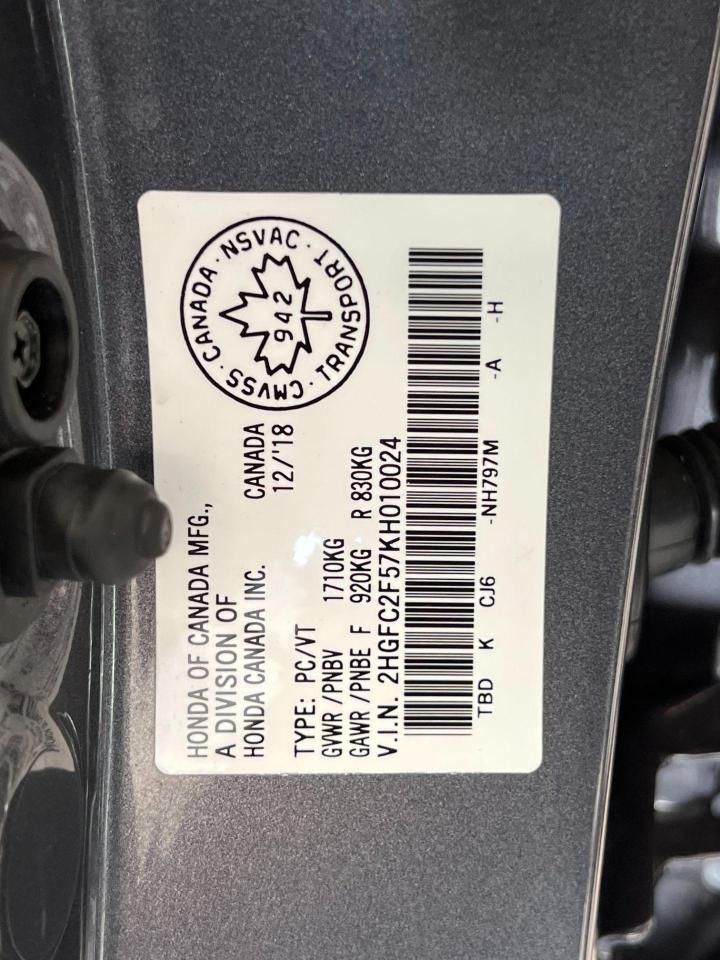 HONDA OF CANADA MFG.,
A DIVISION OF
HONDA CANADA INC.
CANADA
12/'18
CMVSS · CANADA · NSVAC · TRANSPORT ·
942
TYPE: PC/VT
GVWR /PNBV 1710KG
GAWR /PNBE F 920KG R 830KG
V.I.N. 2HGFC2F57KH010024
TBD K CJ6 -NH797M -A -H